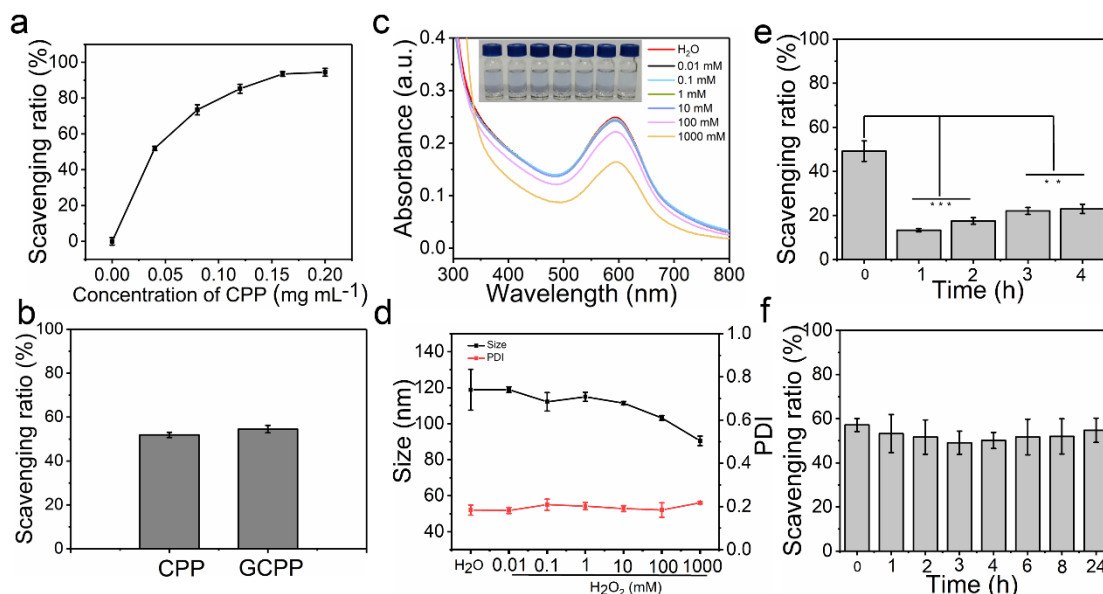 a
Scavenging ratio (%)
100
80
60
40
20
0
0.00 0.05 0.10 0.15 0.20
Concentration of CPP (mg mL-1)
b
Scavenging ratio (%)
100
80
60
40
20
0
CPP GCPP
c
Absorbance (a.u.)
0.4
0.3
0.2
0.1
0.0
H2O
0.01 mM
0.1 mM
1 mM
10 mM
100 mM
1000 mM
300 400 500 600 700 800
Wavelength (nm)
d
Size
PDI
Size (nm)
140
120
100
80
60
40
1.0
0.8
0.6
0.4
0.2
0.0
PDI
H2O 0.01 0.1 1 10 100 1000
H2O2 (mM)
e
Scavenging ratio (%)
100
80
60
40
20
0
***
**
0 1 2 3 4
Time (h)
f
Scavenging ratio (%)
100
80
60
40
20
0
0 1 2 3 4 6 8 24
Time (h)